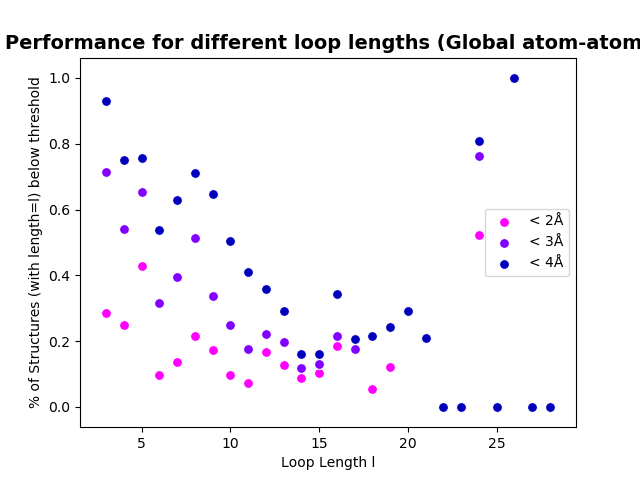 Performance for different loop lengths (Global atom-atom
% of Structures (with length=l) below threshold
1.0
0.8
0.6
0.4
0.2
0.0
< 2Å
< 3Å
< 4Å
5 10 15 20 25
Loop Length l